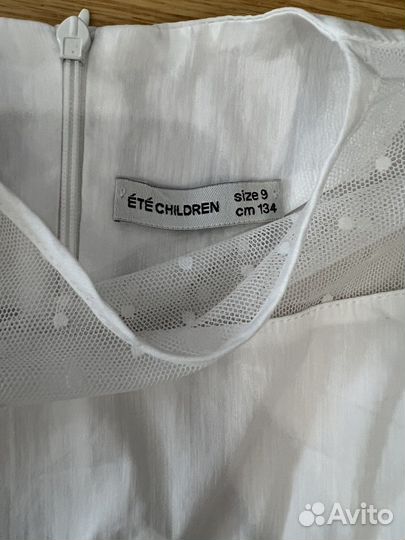 ÉTÉ CHILDREN
size 9
cm 134
Avito